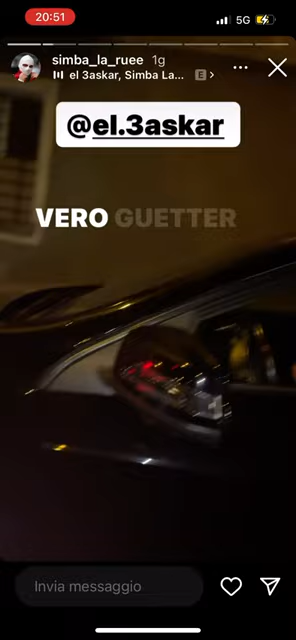 20:51
5G
simba_la_ruee 1g
el 3askar, Simba La... E >
@el.3askar
VERO GUETTER
Invia messaggio